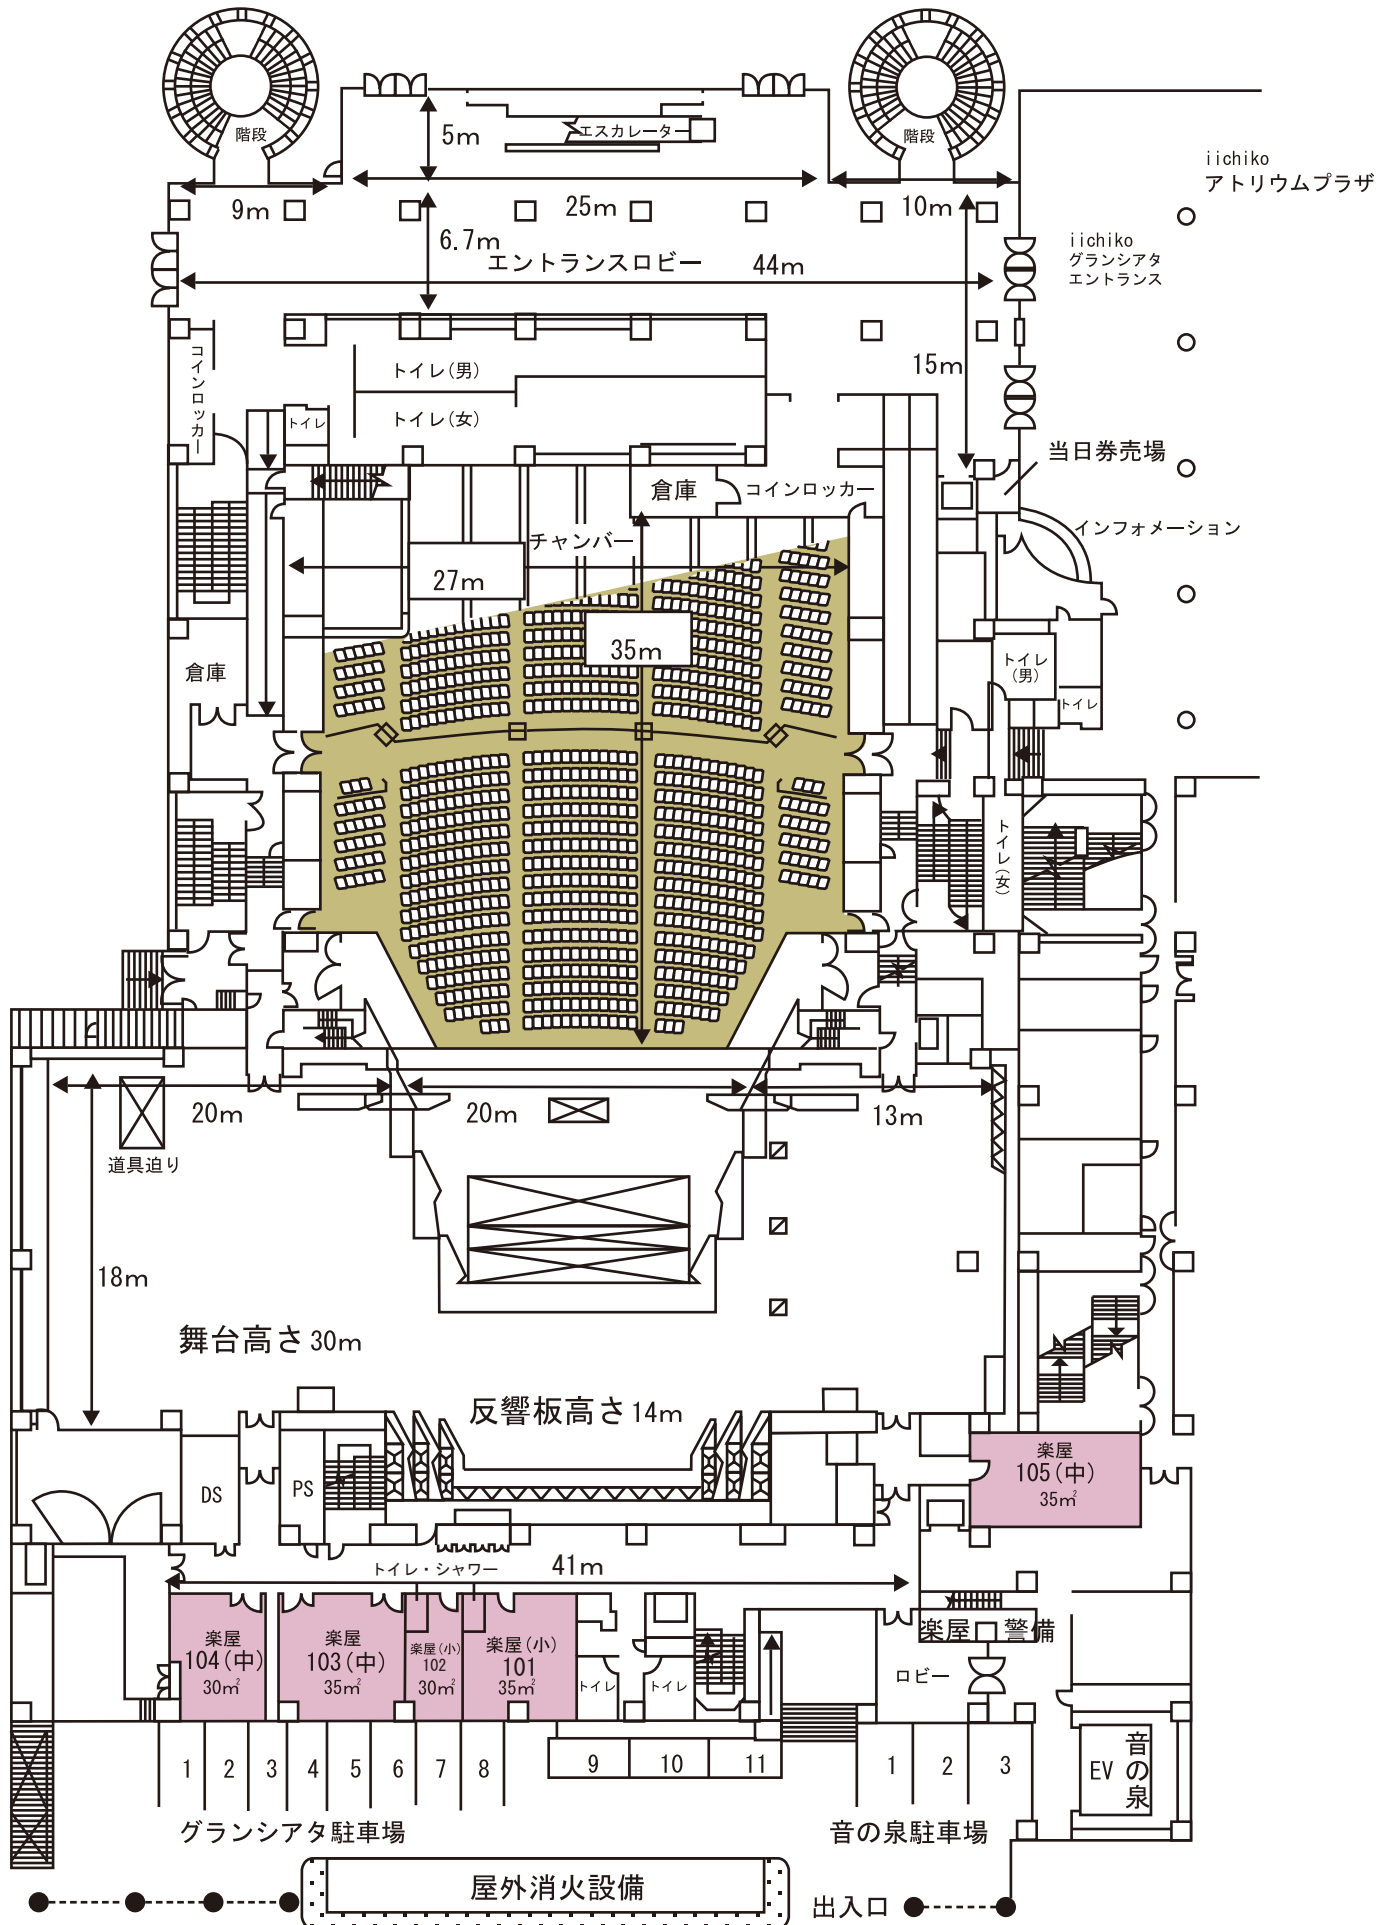 階段
エスカレーター
階段
5m
9m
25m
10m
6.7m
エントランスロビー
44m
iichiko
アトリウムプラザ
iichiko
グランシアタ
エントランス
コインロッカー
トイレ(男)
トイレ(女)
トイレ
15m
当日券売場
倉庫
コインロッカー
インフォメーション
チャンバー
27m
35m
倉庫
トイレ
(男)
トイレ
トイレ(女)
20m
20m
13m
道具迫り
18m
舞台高さ30m
反響板高さ14m
DS
PS
楽屋
105(中)
35㎡
トイレ・シャワー
41m
楽屋
104(中)
30㎡
楽屋
103(中)
35㎡
楽屋(小)
102
30㎡
楽屋(小)
101
35㎡
トイレ
トイレ
楽屋
警備
ロビー
1 2 3 4 5 6 7 8
9 10 11
1 2 3
EV
音の泉
グランシアタ駐車場
音の泉駐車場
屋外消火設備
出入口